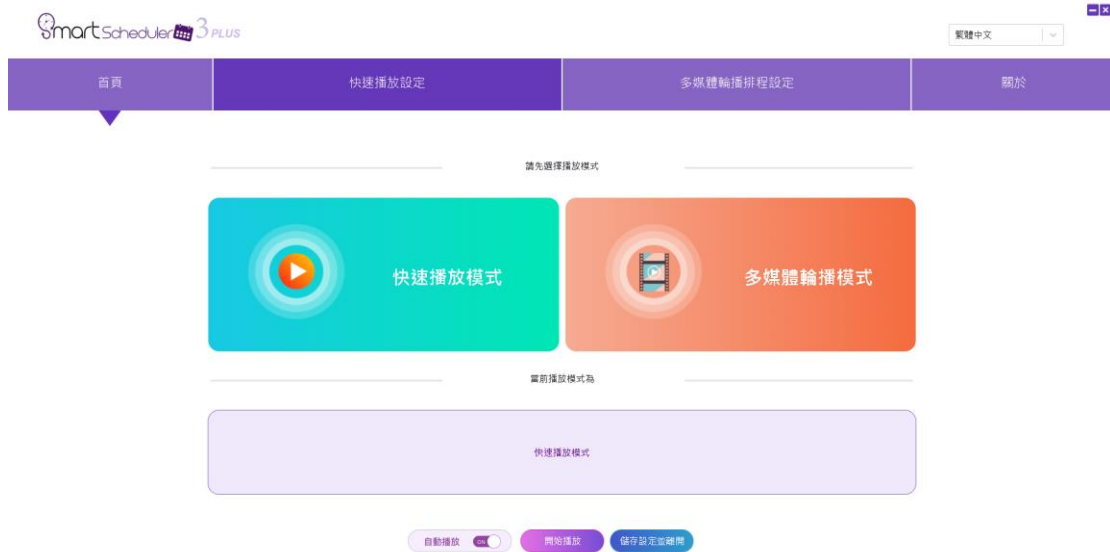 Smart Scheduler 3 PLUS
繁體中文
首頁
快速播放設定
多媒體輪播排程設定
關於
請先選擇播放模式
快速播放模式
多媒體輪播模式
當前播放模式為
快速播放模式
自動播放
ON
開始播放
儲存設定並離開